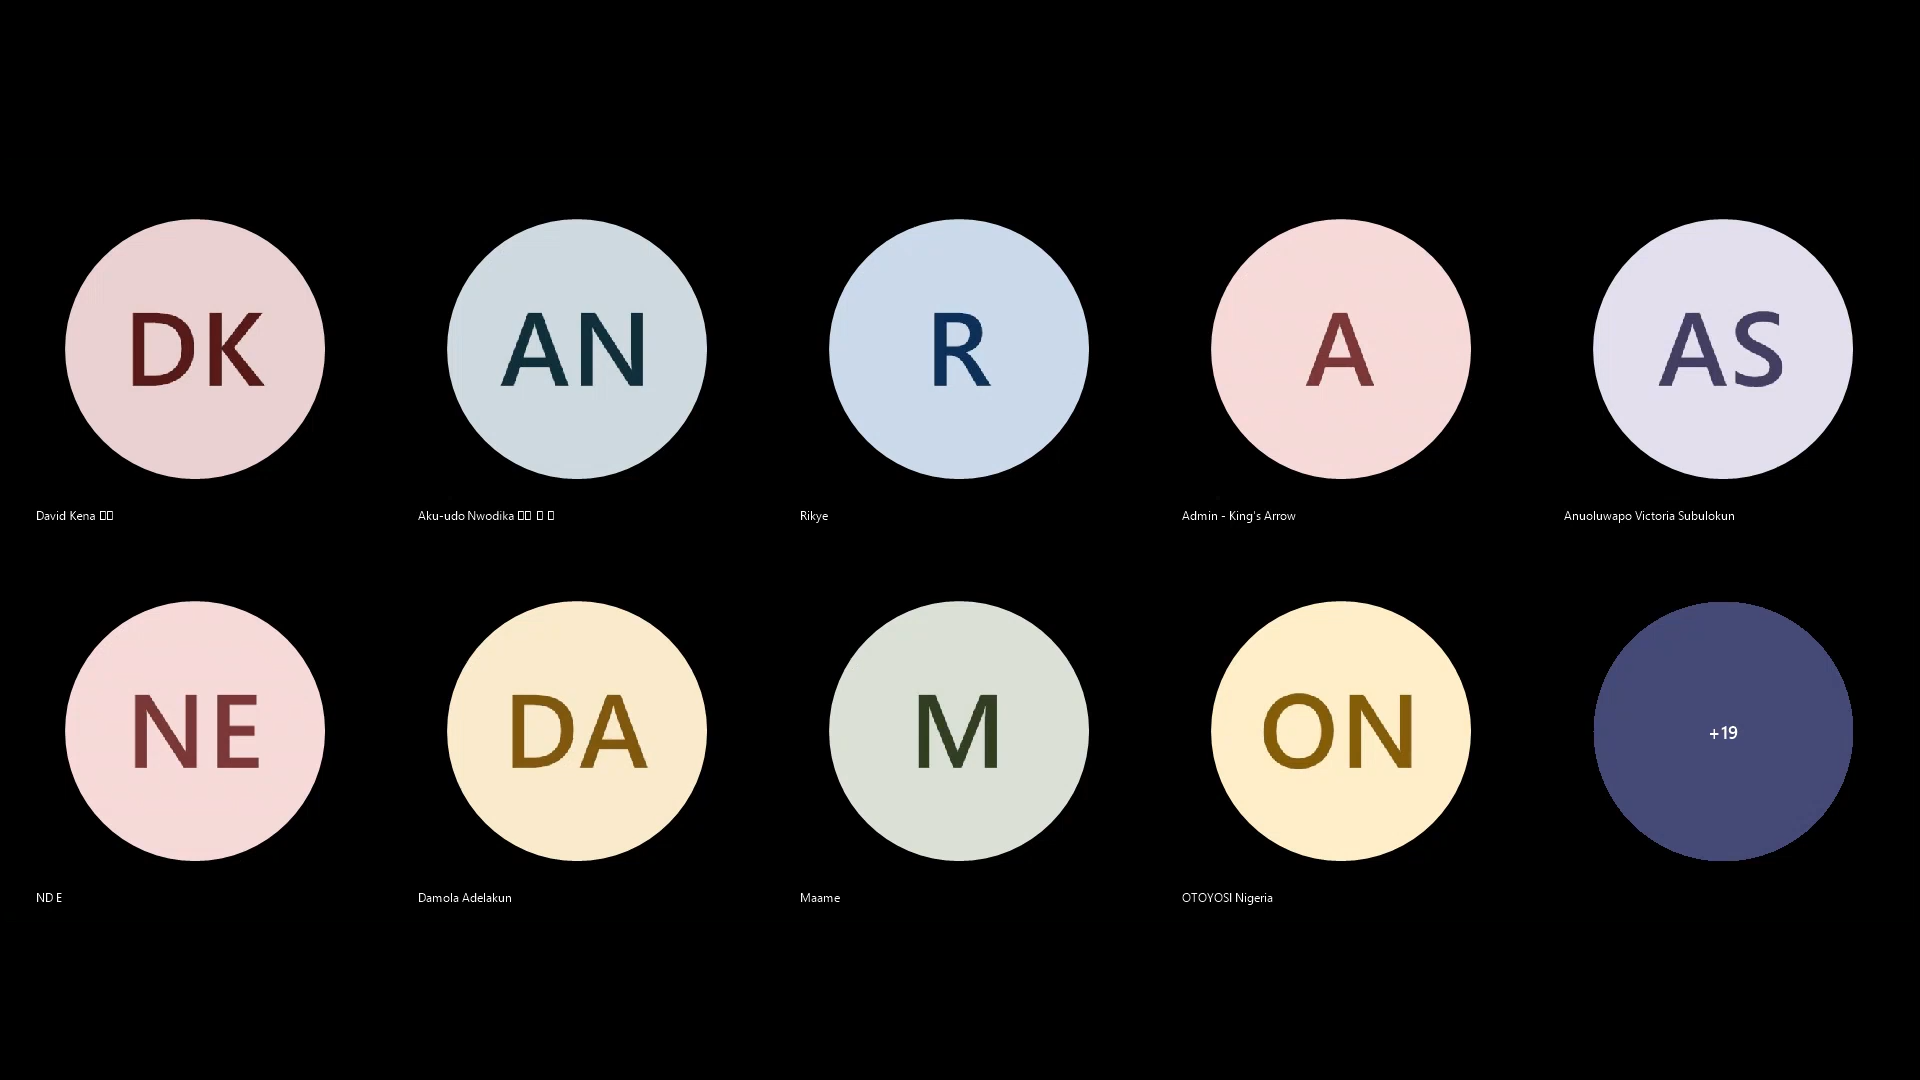 DK
AN
R
A
AS
David Kena
Aku-udo Nwodika
Rikye
Admin - King's Arrow
Anuoluwapo Victoria Subulokun
NE
DA
M
ON
+19
ND E
Damola Adelakun
Maame
OTOYOSI Nigeria